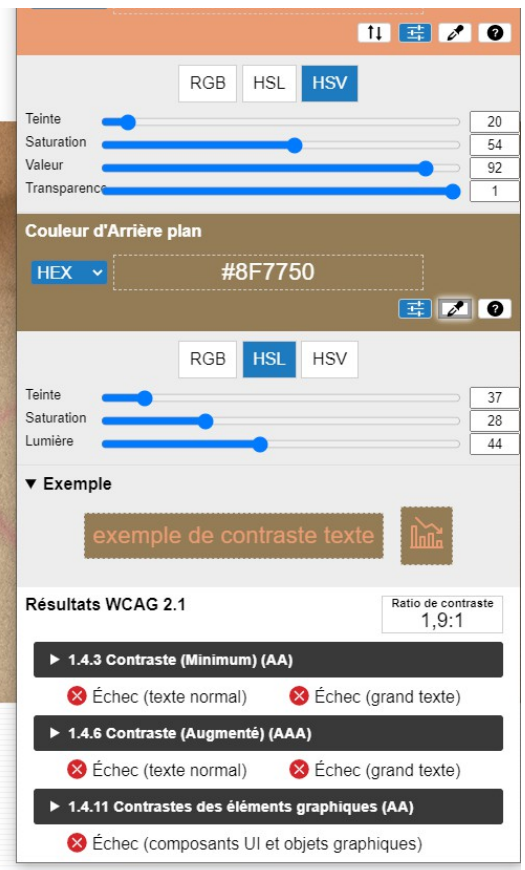 RGB HSL HSV
Teinte 20
Saturation 54
Valeur 92
Transparence 1
Couleur d'Arrière plan
HEX #8F7750
RGB HSL HSV
Teinte 37
Saturation 28
Lumière 44
▼ Exemple
exemple de contraste texte
Résultats WCAG 2.1
Ratio de contraste
1,9:1
▶ 1.4.3 Contraste (Minimum) (AA)
Échec (texte normal) Échec (grand texte)
▶ 1.4.6 Contraste (Augmenté) (AAA)
Échec (texte normal) Échec (grand texte)
▶ 1.4.11 Contrastes des éléments graphiques (AA)
Échec (composants UI et objets graphiques)